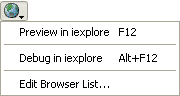 Preview in iexplore F12
Debug in iexplore Alt+F12
Edit Browser List...